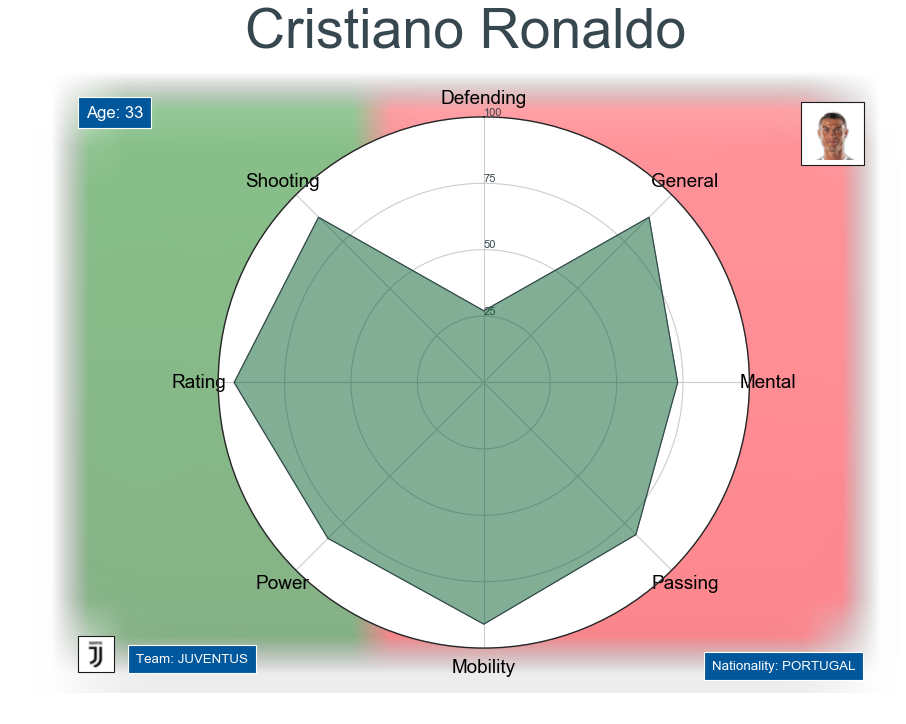 Cristiano Ronaldo
Age: 33
Defending
100
Shooting
General
75
50
25
Rating
Mental
Power
Passing
Mobility
Team: JUVENTUS
Nationality: PORTUGAL